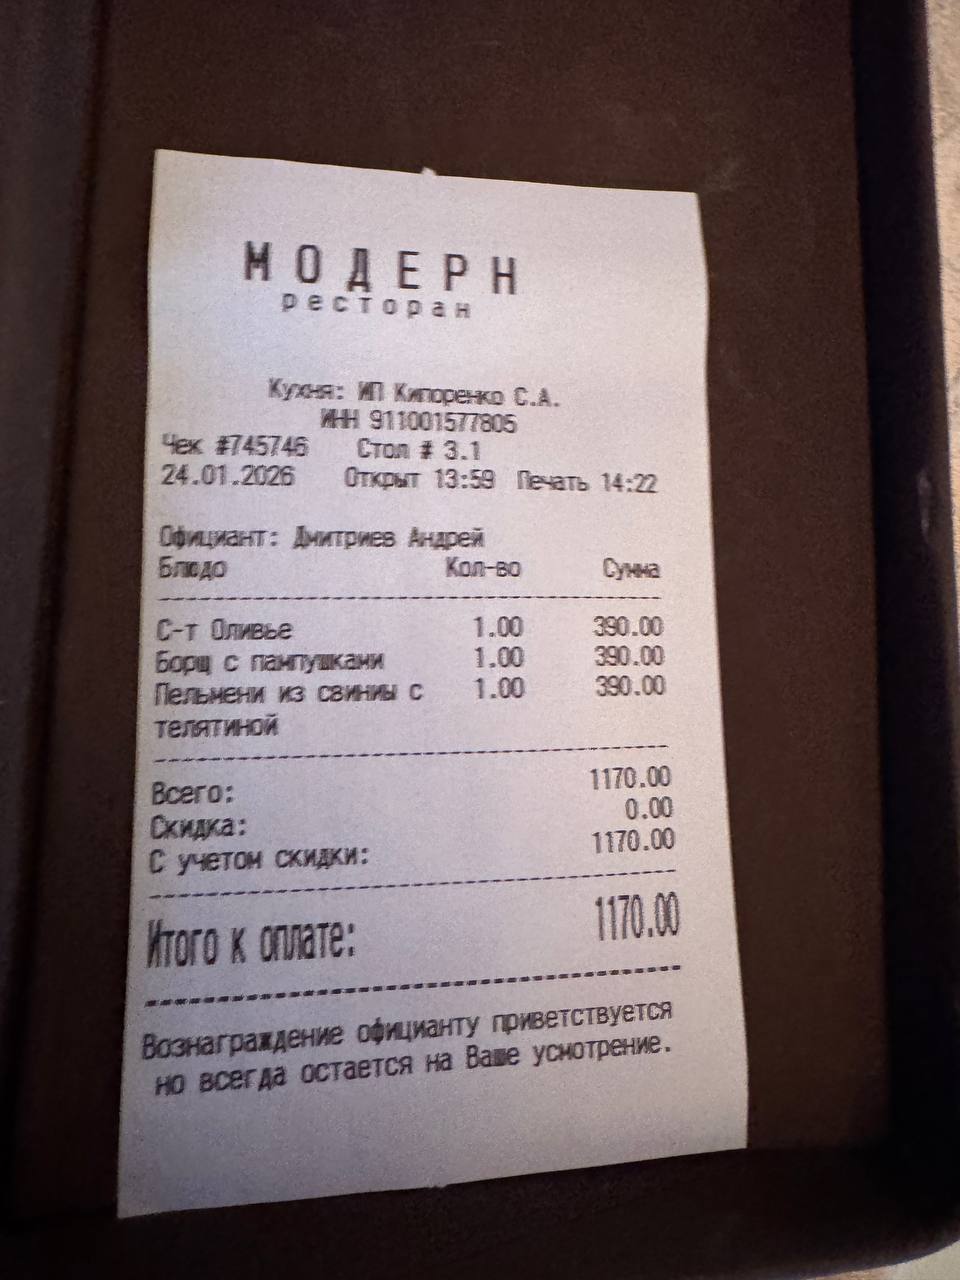 МОДЕРН
ресторан
Кухня: ИП Кипоренко С.А.
ИНН 911001577805
Чек #745746 Стол # 3.1
24.01.2026 Открыт 13:59 Печать 14:22
Официант: Дмитриев Андрей
Блюдо Кол-во Сумма
С-т Оливье 1.00 390.00
Борщ с пампушками 1.00 390.00
Пельмени из свинины с 1.00 390.00
телятиной
Всего: 1170.00
Скидка: 0.00
С учетом скидки: 1170.00
Итого к оплате: 1170.00
Вознаграждение официанту приветствуется
но всегда остается на Ваше усмотрение.